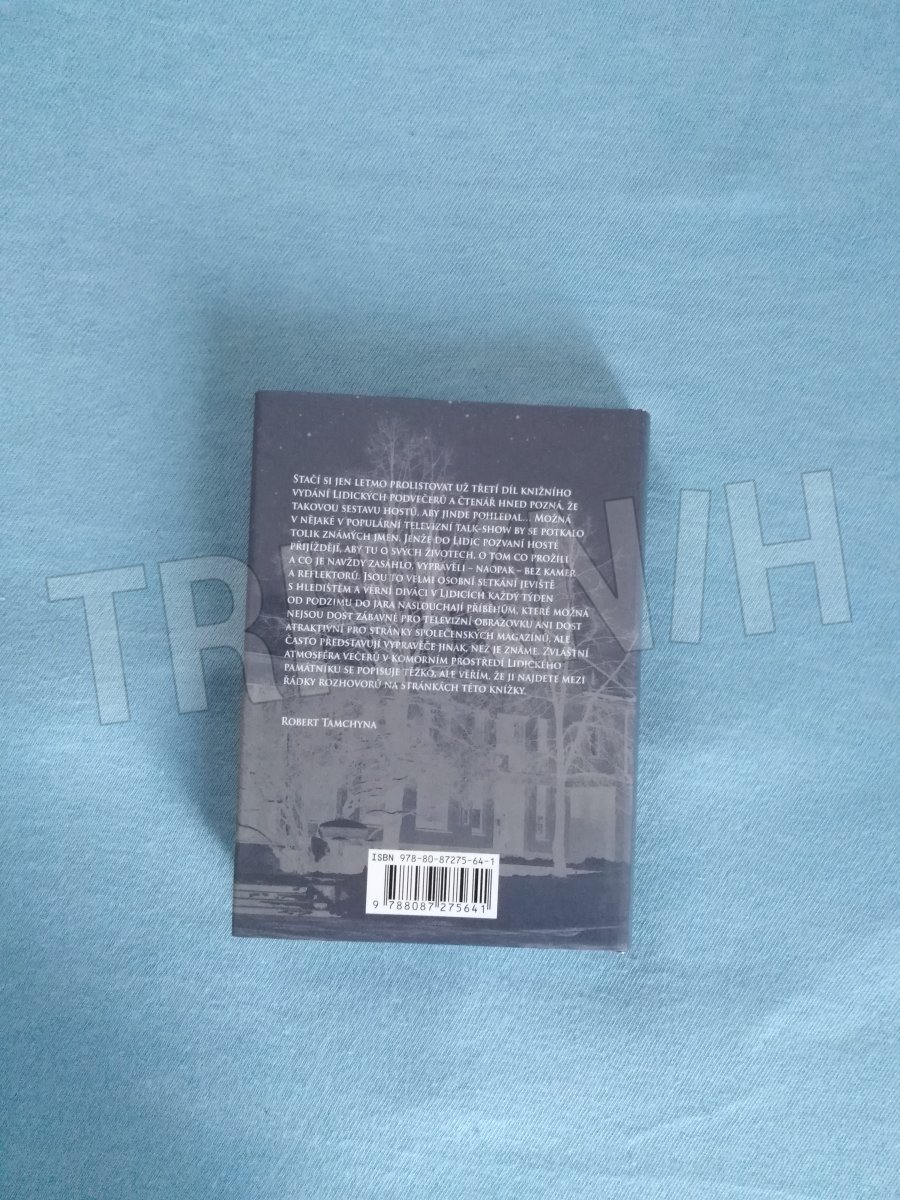 Stačí si jen letmo prolistovat už třetí díl knižního
vydání Lidických podvečerů a čtenář hned pozná, že
takovou sestavu hostů, aby jinde pohledal... Možná
v nějaké v populární televizní talk-show by se potkalo
tolik známých jmen. Jenže do Lidic pozvaní hosté
přijíždějí, aby tu o svých životech, o tom co prožili
a co je navždy zasáhlo, vyprávěli – naopak – bez kamer
a reflektorů. Jsou to velmi osobní setkání jeviště
s hledištěm a věrní diváci v Lidicích každý týden
od podzimu do jara naslouchají příběhům, které možná
nejsou dost zábavné pro televizní obrazovku ani dost
atraktivní pro stránky společenských magazínů, ale
často představují vypravěče jinak, než je známe. Zvláštní
atmosféra večerů v komorním prostředí Lidického
památníku se popisuje těžko, ale věřím, že ji najdete mezi
řádky rozhovorů na stránkách této knížky.
Robert Tamchyna
ISBN 978-80-87275-64-1
9 788087 275641